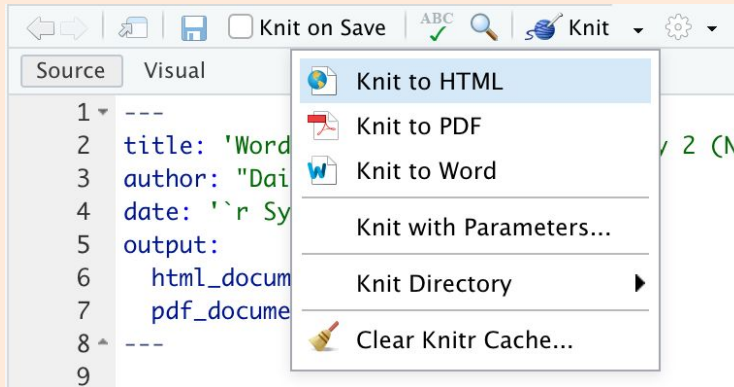 Knit on Save ABC Knit
Source Visual
Knit to HTML
Knit to PDF
Knit to Word
Knit with Parameters...
Knit Directory
Clear Knitr Cache...
1 ---
2 title: 'Word y 2 (N
3 author: "Dai
4 date: '`r Sy
5 output:
6 html_docum
7 pdf_docume
8 ---
9